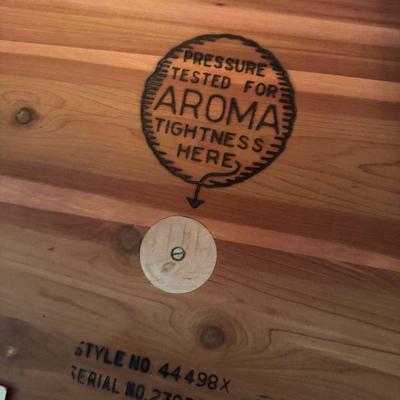 PRESSURE
TESTED FOR
AROMA
TIGHTNESS
HERE
STYLE NO. 44498X
SERIAL NO.